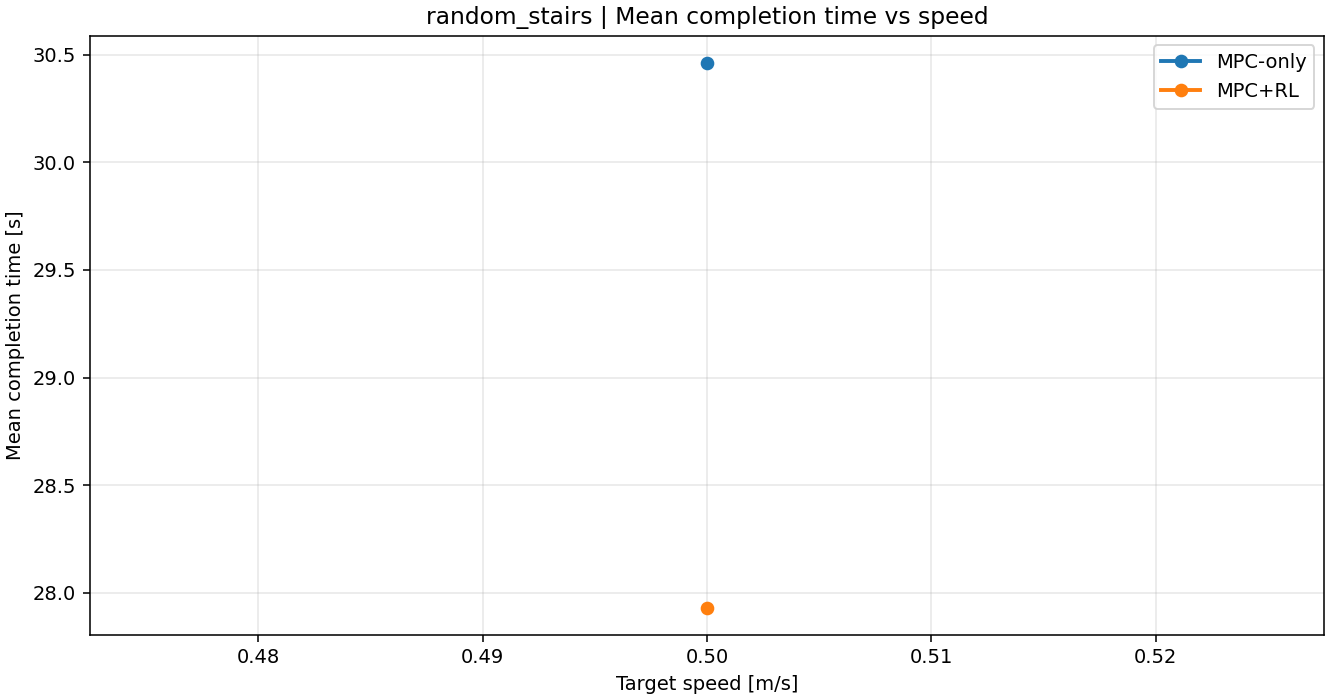 random_stairs | Mean completion time vs speed
MPC-only
MPC+RL
Mean completion time [s]
30.5
30.0
29.5
29.0
28.5
28.0
0.48
0.49
0.50
0.51
0.52
Target speed [m/s]